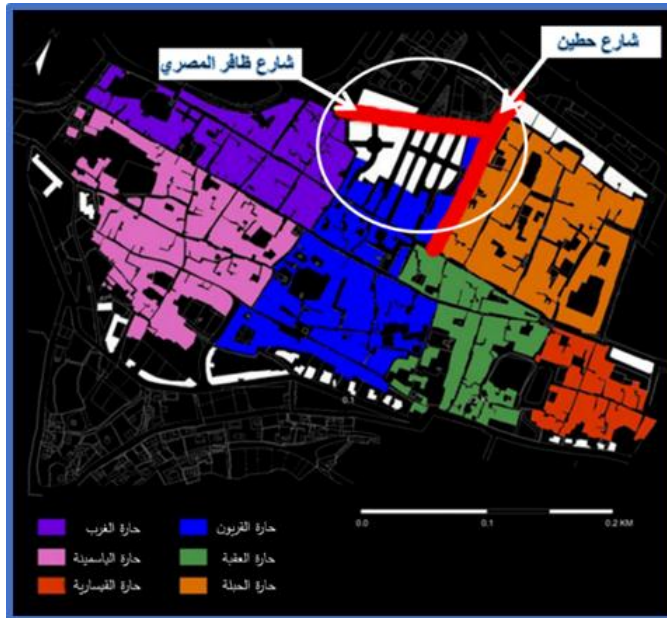 شارع حطين
شارع ظافر المصري
حارة الغرب
حارة القريون
حارة الياسمينة
حارة العقبة
حارة القيسارية
حارة الحبلة
0.0 0.1 0.2 KM